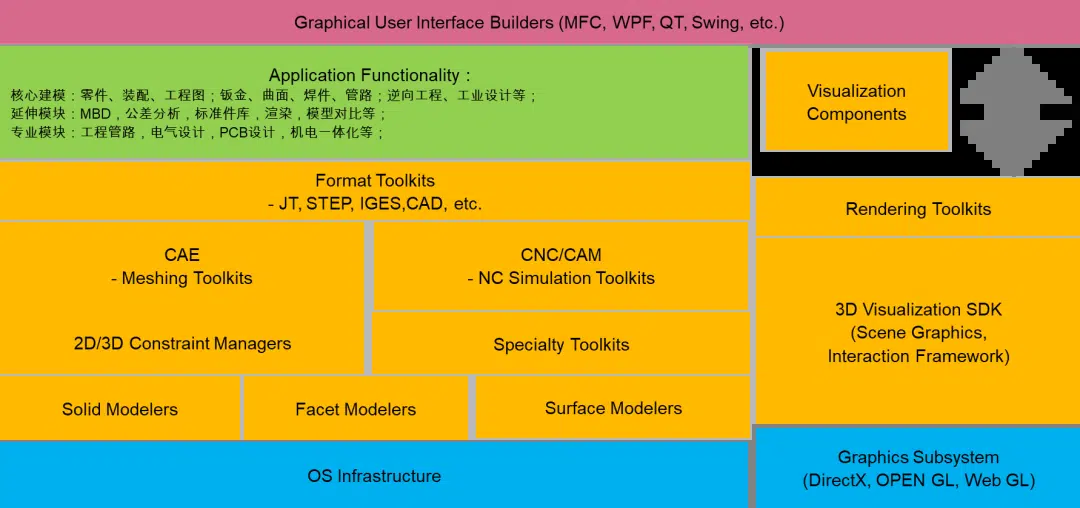 Graphical User Interface Builders (MFC, WPF, QT, Swing, etc.)
Application Functionality：
核心建模：零件、装配、工程图；钣金、曲面、焊件、管路；逆向工程、工业设计等；
延伸模块：MBD，公差分析，标准件库，渲染，模型对比等；
专业模块：工程管路，电气设计，PCB设计，机电一体化等；
Visualization
Components
Format Toolkits
- JT, STEP, IGES,CAD, etc.
Rendering Toolkits
CAE
- Meshing Toolkits
CNC/CAM
- NC Simulation Toolkits
2D/3D Constraint Managers
Specialty Toolkits
3D Visualization SDK
(Scene Graphics,
Interaction Framework)
Solid Modelers
Facet Modelers
Surface Modelers
OS Infrastructure
Graphics Subsystem
(DirectX, OPEN GL, Web GL)